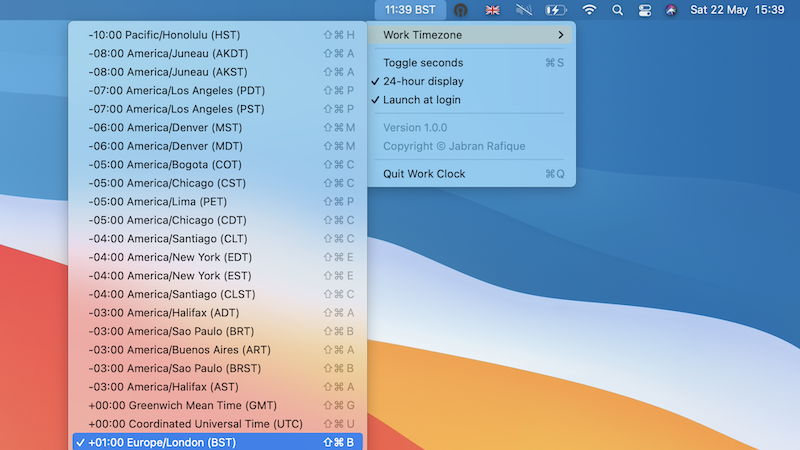 11:39 BST
Sat 22 May 15:39
Work Timezone
Toggle seconds ⌘ S
✓ 24-hour display
✓ Launch at login
Version 1.0.0
Copyright © Jabran Rafique
Quit Work Clock ⌘ Q
-10:00 Pacific/Honolulu (HST) ⇧ ⌘ H
-08:00 America/Juneau (AKDT) ⇧ ⌘ A
-08:00 America/Juneau (AKST) ⇧ ⌘ A
-07:00 America/Los Angeles (PDT) ⇧ ⌘ P
-07:00 America/Los Angeles (PST) ⇧ ⌘ P
-06:00 America/Denver (MST) ⇧ ⌘ M
-06:00 America/Denver (MDT) ⇧ ⌘ M
-05:00 America/Bogota (COT) ⇧ ⌘ C
-05:00 America/Chicago (CST) ⇧ ⌘ C
-05:00 America/Lima (PET) ⇧ ⌘ P
-05:00 America/Chicago (CDT) ⇧ ⌘ C
-04:00 America/Santiago (CLT) ⇧ ⌘ C
-04:00 America/New York (EDT) ⇧ ⌘ E
-04:00 America/New York (EST) ⇧ ⌘ E
-04:00 America/Santiago (CLST) ⇧ ⌘ C
-03:00 America/Halifax (ADT) ⇧ ⌘ A
-03:00 America/Sao Paulo (BRT) ⇧ ⌘ B
-03:00 America/Buenos Aires (ART) ⇧ ⌘ A
-03:00 America/Sao Paulo (BRST) ⇧ ⌘ B
-03:00 America/Halifax (AST) ⇧ ⌘ A
+00:00 Greenwich Mean Time (GMT) ⇧ ⌘ G
+00:00 Coordinated Universal Time (UTC) ⇧ ⌘ U
✓ +01:00 Europe/London (BST) ⇧ ⌘ B